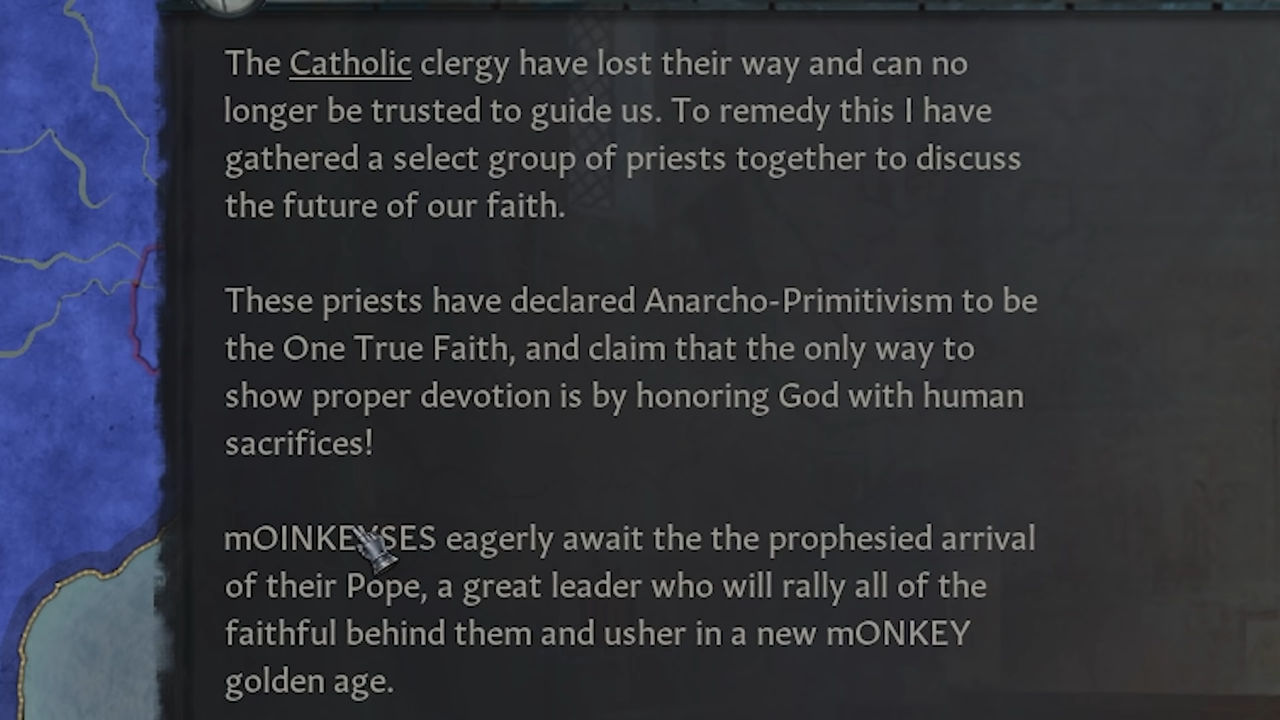 The Catholic clergy have lost their way and can no
longer be trusted to guide us. To remedy this I have
gathered a select group of priests together to discuss
the future of our faith.
These priests have declared Anarcho-Primitivism to be
the One True Faith, and claim that the only way to
show proper devotion is by honoring God with human
sacrifices!
mOINKEYSES eagerly await the the prophesied arrival
of their Pope, a great leader who will rally all of the
faithful behind them and usher in a new mONKEY
golden age.